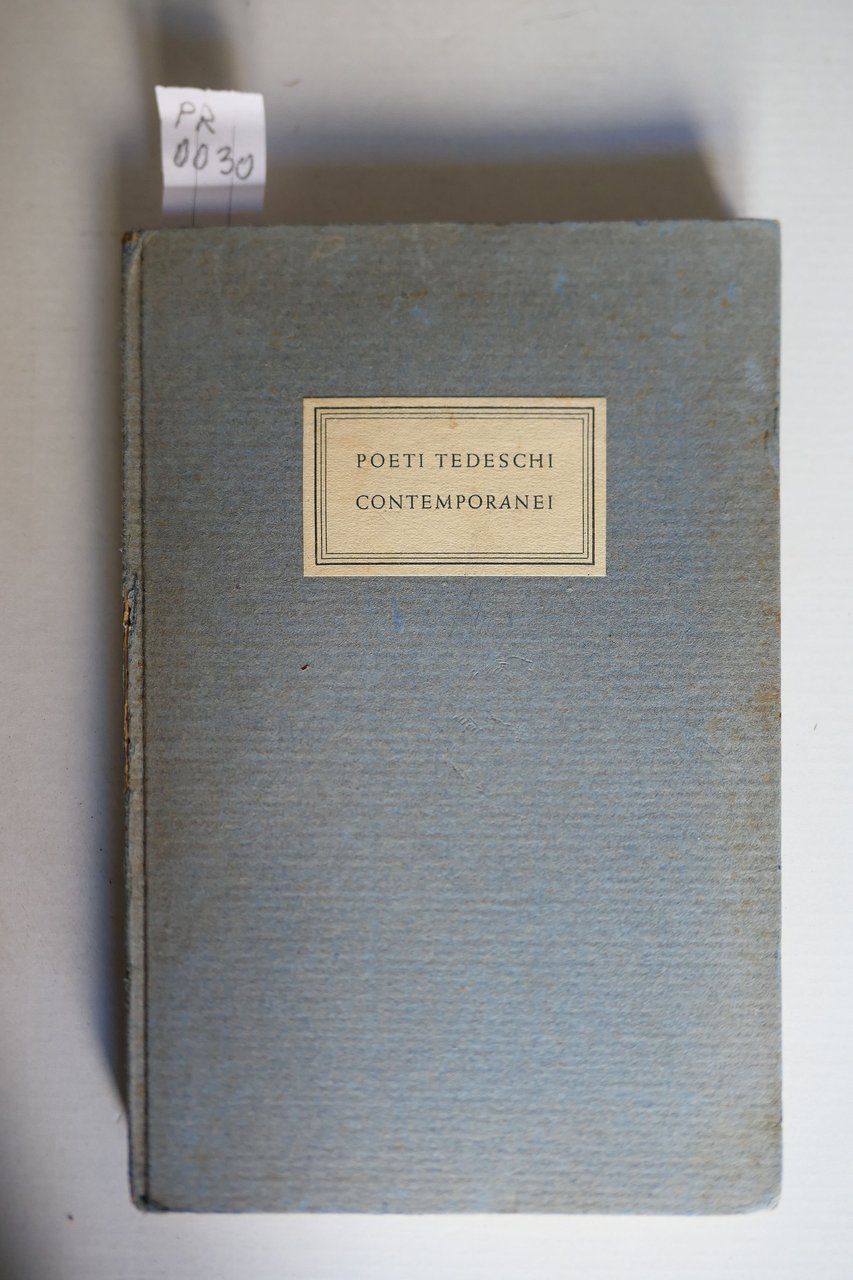 PR
0030
POETI TEDESCHI
CONTEMPORANEI